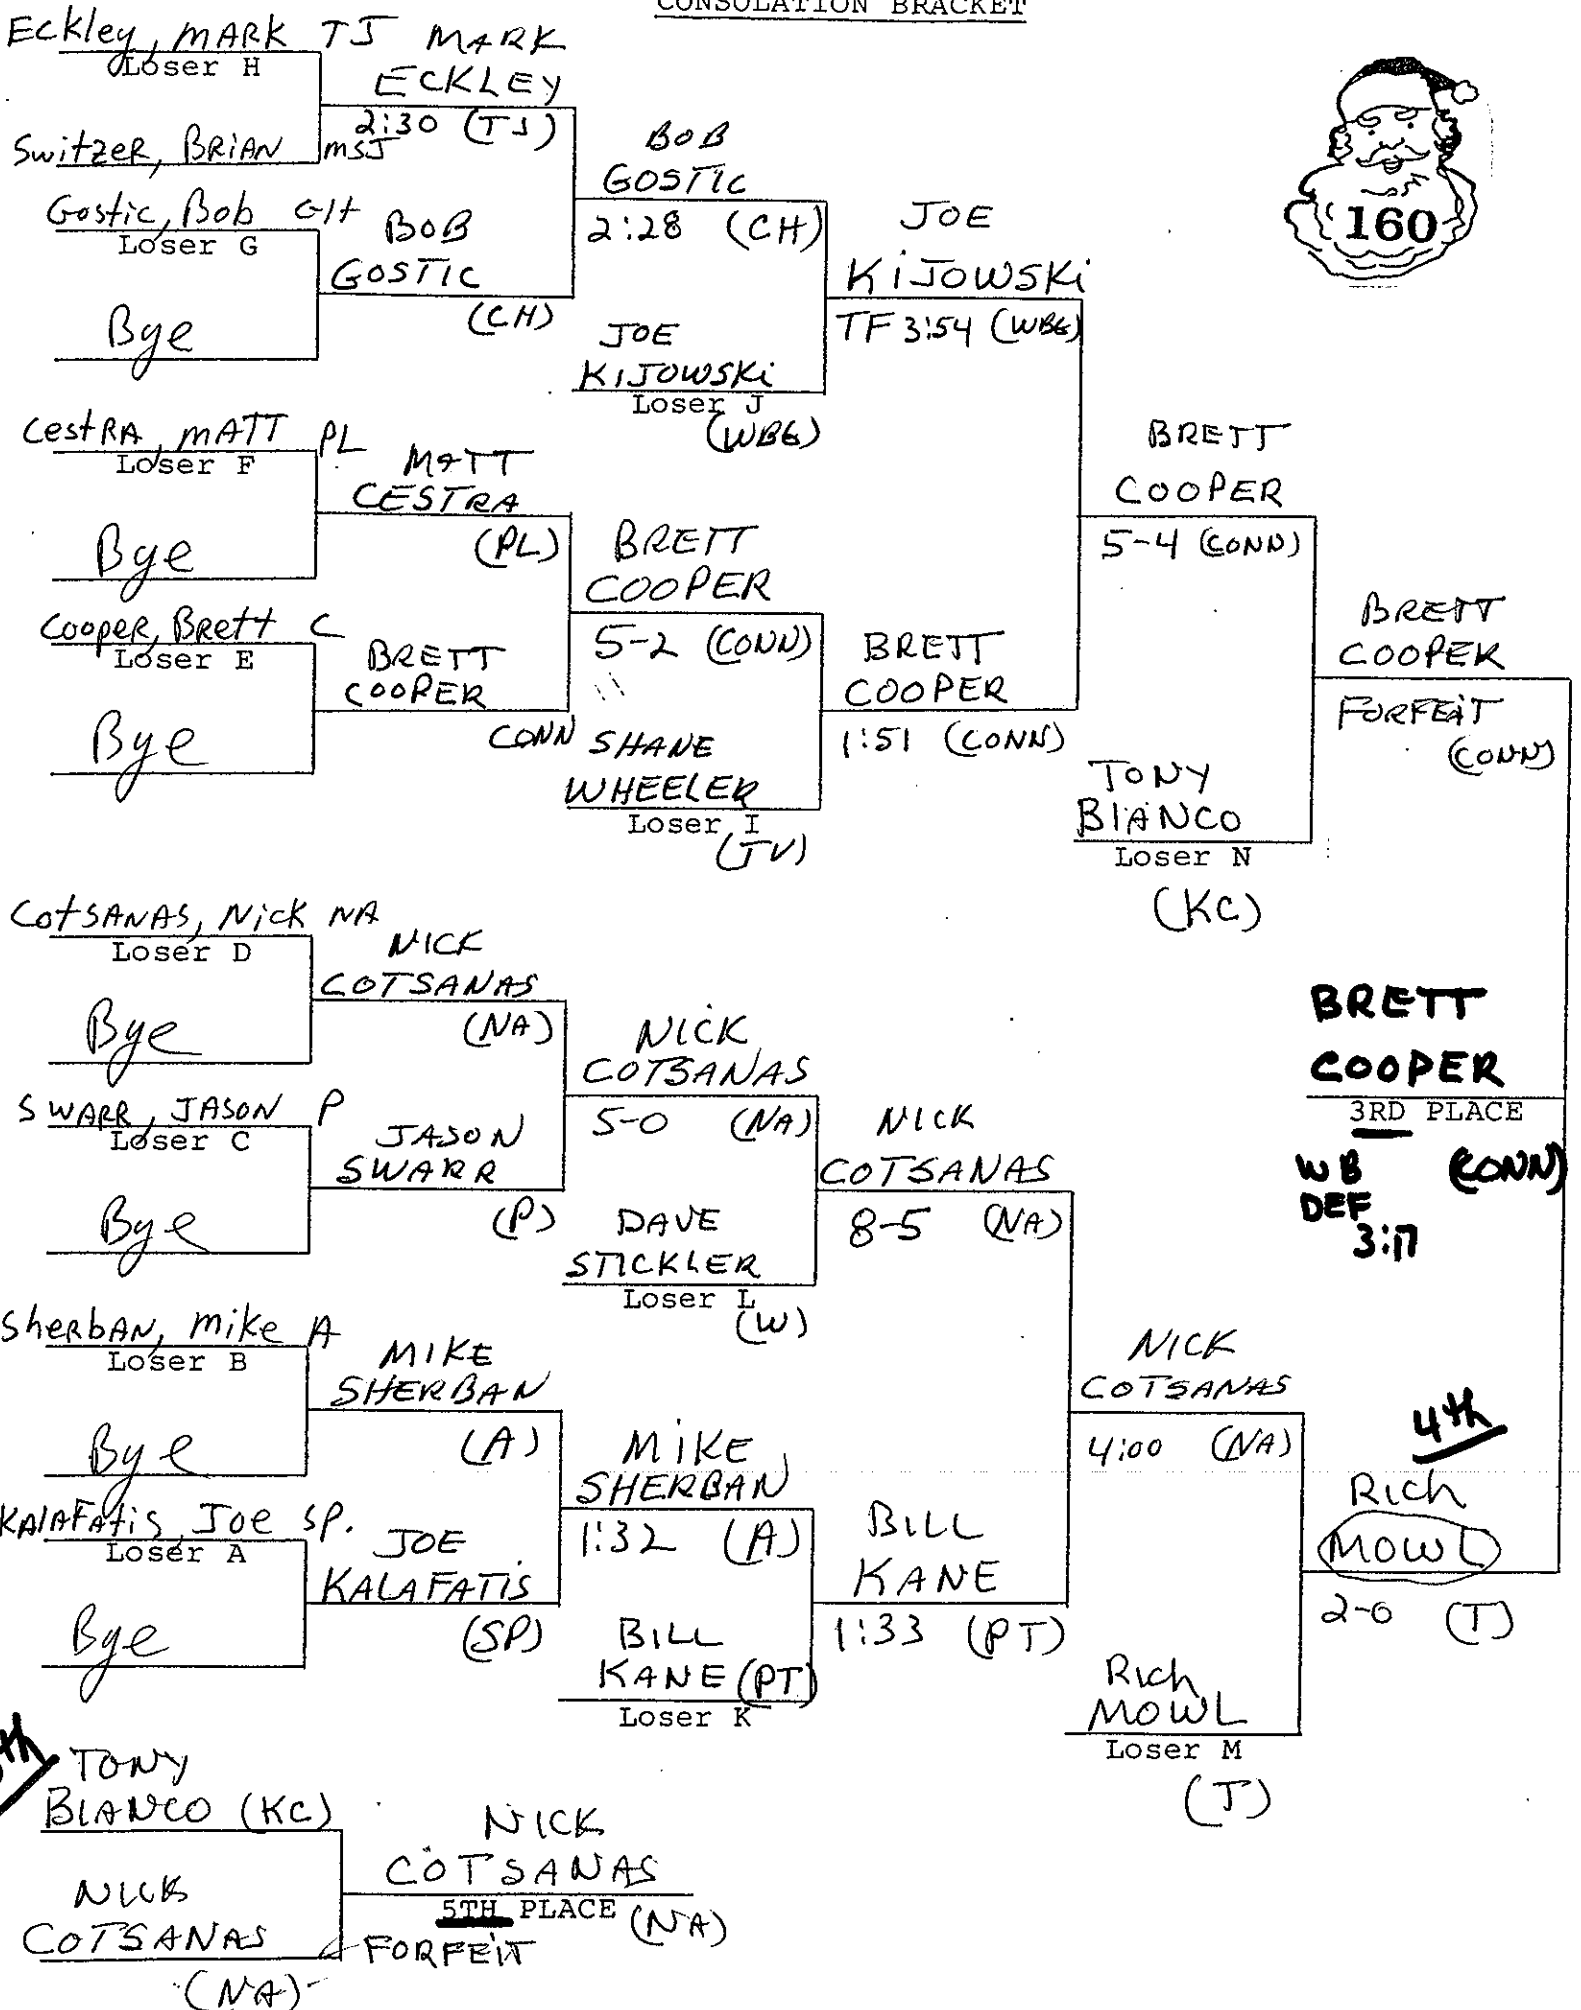 CONSOLATION BRACKET
160
Eckley, MARK TJ
Loser H
Switzer, BRIAN MSJ
MARK
ECKLEY
2:30 (TJ)
Gostic, Bob
Loser G
Bye
BOB
GOSTIC
(CH)
BOB
GOSTIC
2:28 (CH)
JOE
KIJOWSKi
Loser J
(WBG)
JOE
KiJOWSKi
TF 3:54 (WBG)
CestRA, MATT PL
Loser F
Bye
MATT
CESTRA
(PL)
Cooper, Brett C
Loser E
Bye
BRETT
COOPER
CONN
BRETT
COOPER
5-2 (CONN)
SHANE
WHEELER
Loser I
(JV)
BRETT
COOPER
1:51 (CONN)
BRETT
COOPER
5-4 (CONN)
TONY
BIANCO
Loser N
(KC)
BRETT
COOPER
FORFEiT
(CONN)
CotSANAS, Nick NA
Loser D
Bye
NICK
COTSANAS
(NA)
SWARR, JASON P
Loser C
Bye
JASON
SWARR
(P)
NiCK
COTSANAS
5-0 (NA)
DAVE
STICKLER
Loser L
(W)
NICK
COTSANAS
8-5 (NA)
SheRbAN, Mike A
Loser B
Bye
MIKE
SHERBAN
(A)
KAlAFAtis, Joe SP.
Loser A
Bye
JOE
KALAFATiS
(SP)
MiKE
SHERBAN
1:32 (A)
BiLL
KANE (PT)
Loser K
BiLL
KANE
1:33 (PT)
NICK
COTSANAS
4:00 (NA)
Rich
MOWL
Loser M
(T)
4th
Rich
MOWL
2-0 (T)
BRETT
COOPER
3RD PLACE
WB (CONN)
DEF
3:17
TONY
BIANCO (KC)
NICK
COTSANAS
(NA)
NiCK
COTSANAS
5TH PLACE (NA)
FORFEiT